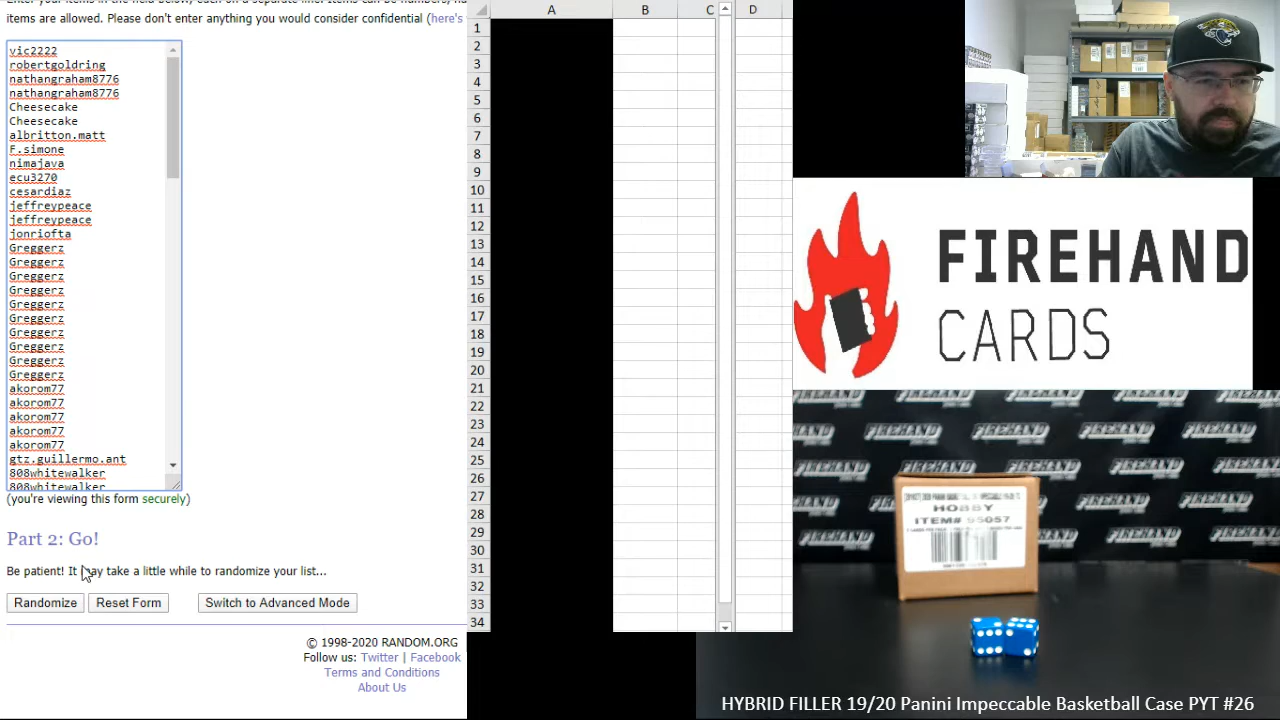 items are allowed. Please don't enter anything you would consider confidential (here's
vic2222
robertgoldring
nathangraham8776
nathangraham8776
Cheesecake
Cheesecake
albritton.matt
F.simone
nimajava
ecu3270
cesardiaz
jeffreypeace
jeffreypeace
jonriofta
Greggerz
Greggerz
Greggerz
Greggerz
Greggerz
Greggerz
Greggerz
Greggerz
Greggerz
Greggerz
akorom77
akorom77
akorom77
akorom77
akorom77
gtz.guillermo.ant
808whitewalker
808whitewalker
(you're viewing this form securely)
Part 2: Go!
Be patient! It may take a little while to randomize your list...
Randomize Reset Form Switch to Advanced Mode
© 1998-2020 RANDOM.ORG
Follow us: Twitter | Facebook
Terms and Conditions
About Us
A B C D
1
2
3
4
5
6
7
8
9
10
11
12
13
14
15
16
17
18
19
20
21
22
23
24
25
26
27
28
29
30
31
32
33
34
FIREHAND
CARDS
FIREHAND
HOBBY
ITEM# 95057
HYBRID FILLER 19/20 Panini Impeccable Basketball Case PYT #26